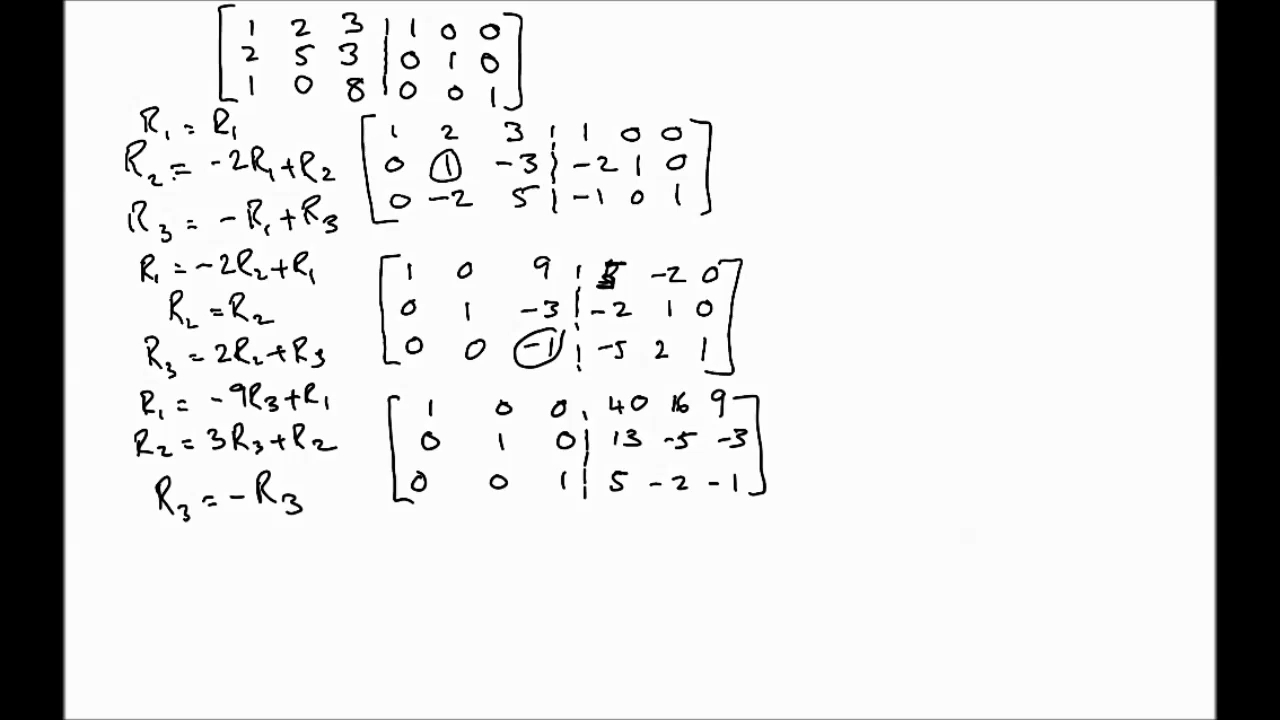 1 2 3 | 1 0 0
2 5 3 | 0 1 0
1 0 8 | 0 0 1
R₁ = R₁
1 2 3 | 1 0 0
R₂ = -2R₁+R₂
0 1 -3 | -2 1 0
R₃ = -R₁+R₃
0 -2 5 | -1 0 1
R₁ = -2R₂+R₁
1 0 9 | 5 -2 0
R₂ = R₂
0 1 -3 | -2 1 0
R₃ = 2R₂+R₃
0 0 -1 | -5 2 1
R₁ = -9R₃+R₁
1 0 0 | 40 16 9
R₂ = 3R₃+R₂
0 1 0 | 13 -5 -3
R₃ = -R₃
0 0 1 | 5 -2 -1